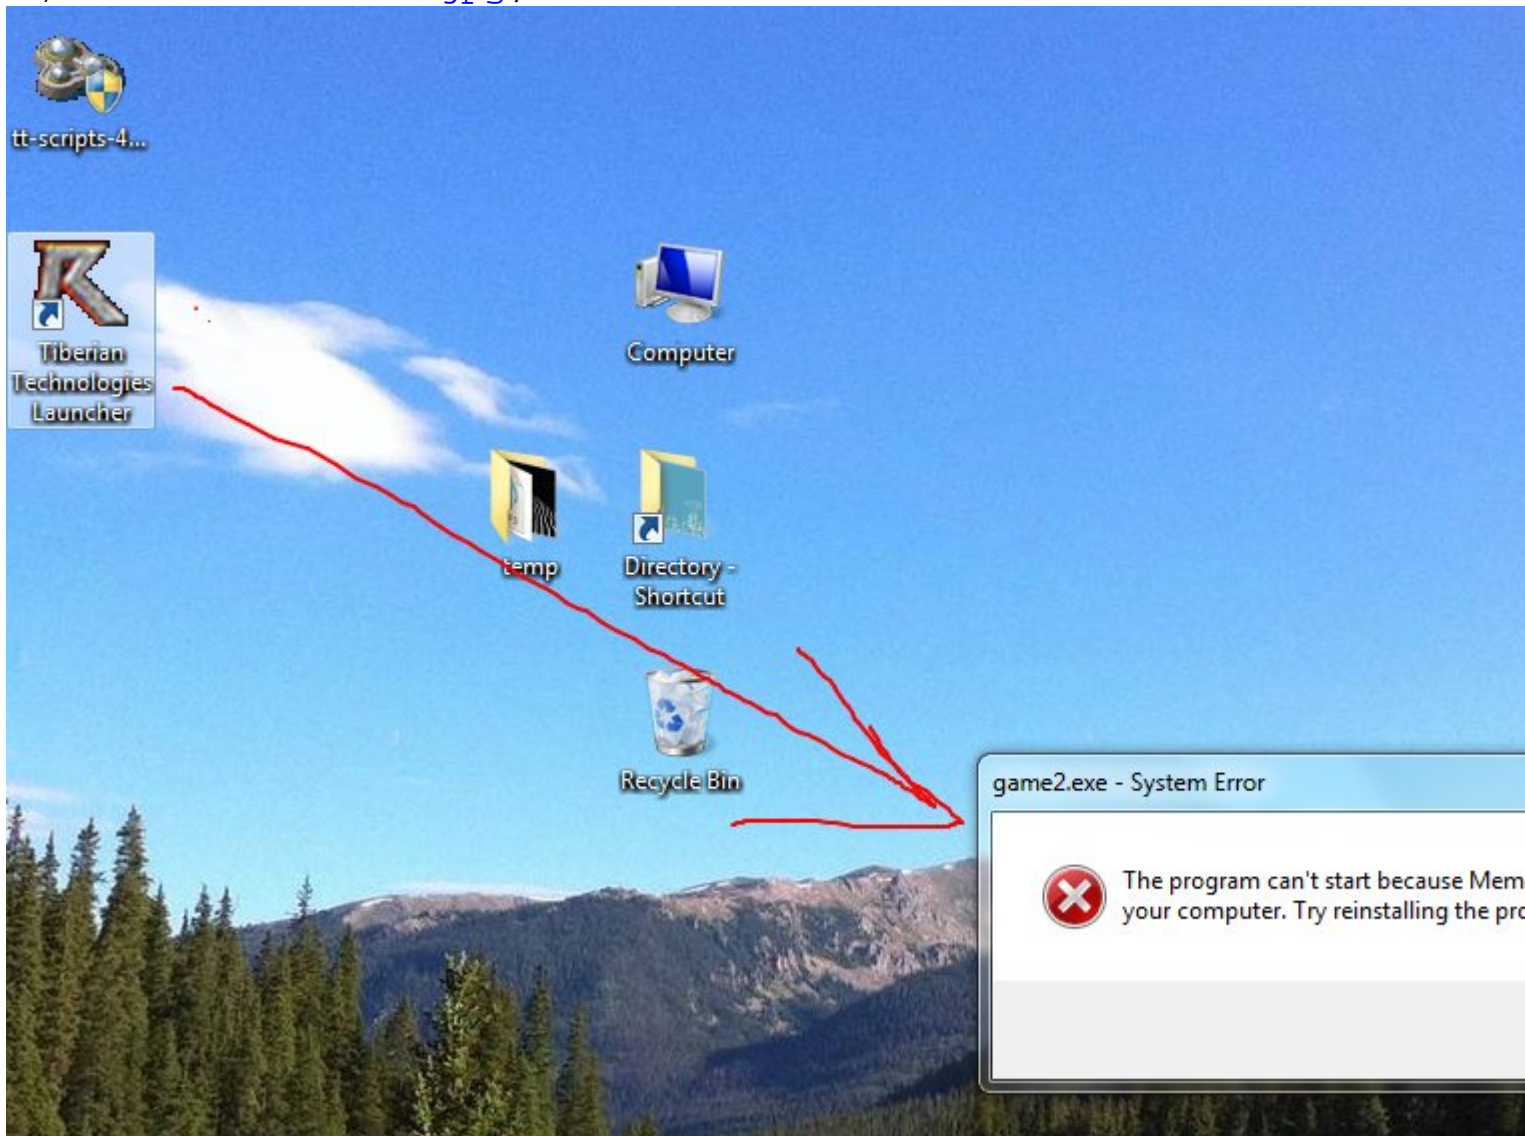 tt-scripts-4...
Tiberian
Technologies
Launcher
Computer
temp
Directory -
Shortcut
Recycle Bin
game2.exe - System Error
The program can't start because Mem
your computer. Try reinstalling the pro